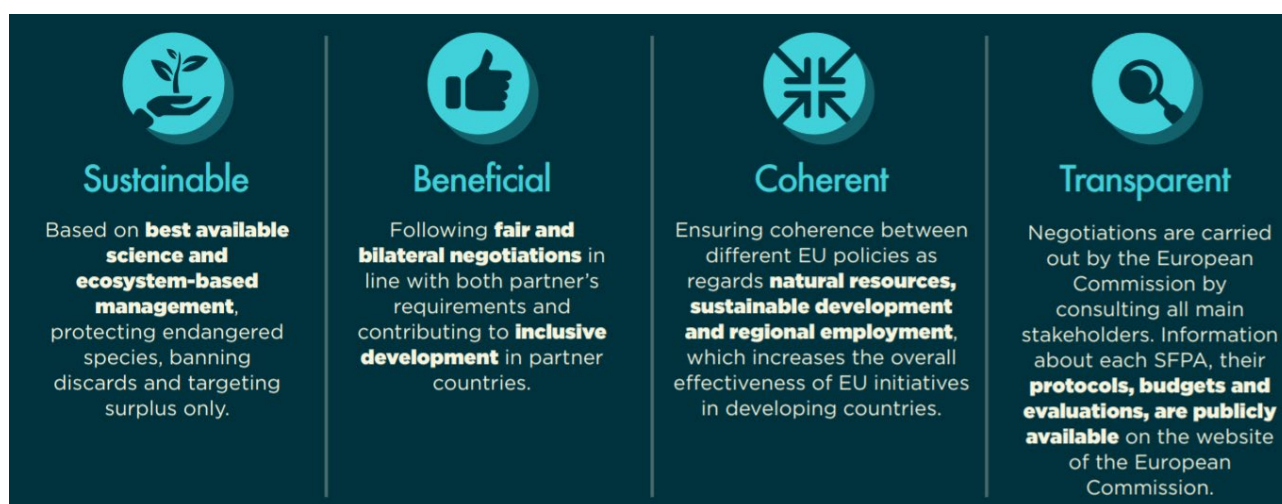 Sustainable
Based on best available
science and
ecosystem-based
management,
protecting endangered
species, banning
discards and targeting
surplus only.
Beneficial
Following fair and
bilateral negotiations in
line with both partner's
requirements and
contributing to inclusive
development in partner
countries.
Coherent
Ensuring coherence between
different EU policies as
regards natural resources,
sustainable development
and regional employment,
which increases the overall
effectiveness of EU initiatives
in developing countries.
Transparent
Negotiations are carried
out by the European
Commission by
consulting all main
stakeholders. Information
about each SFPA, their
protocols, budgets and
evaluations, are publicly
available on the website
of the European
Commission.